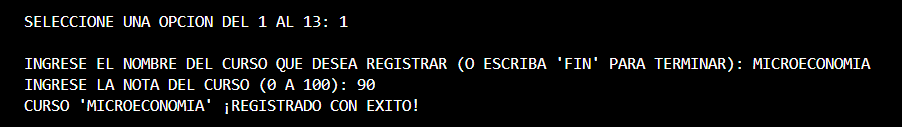 SELECCIONE UNA OPCION DEL 1 AL 13: 1
INGRESE EL NOMBRE DEL CURSO QUE DESEA REGISTRAR (O ESCRIBA 'FIN' PARA TERMINAR): MICROECONOMIA
INGRESE LA NOTA DEL CURSO (0 A 100): 90
CURSO 'MICROECONOMIA' ¡REGISTRADO CON EXITO!